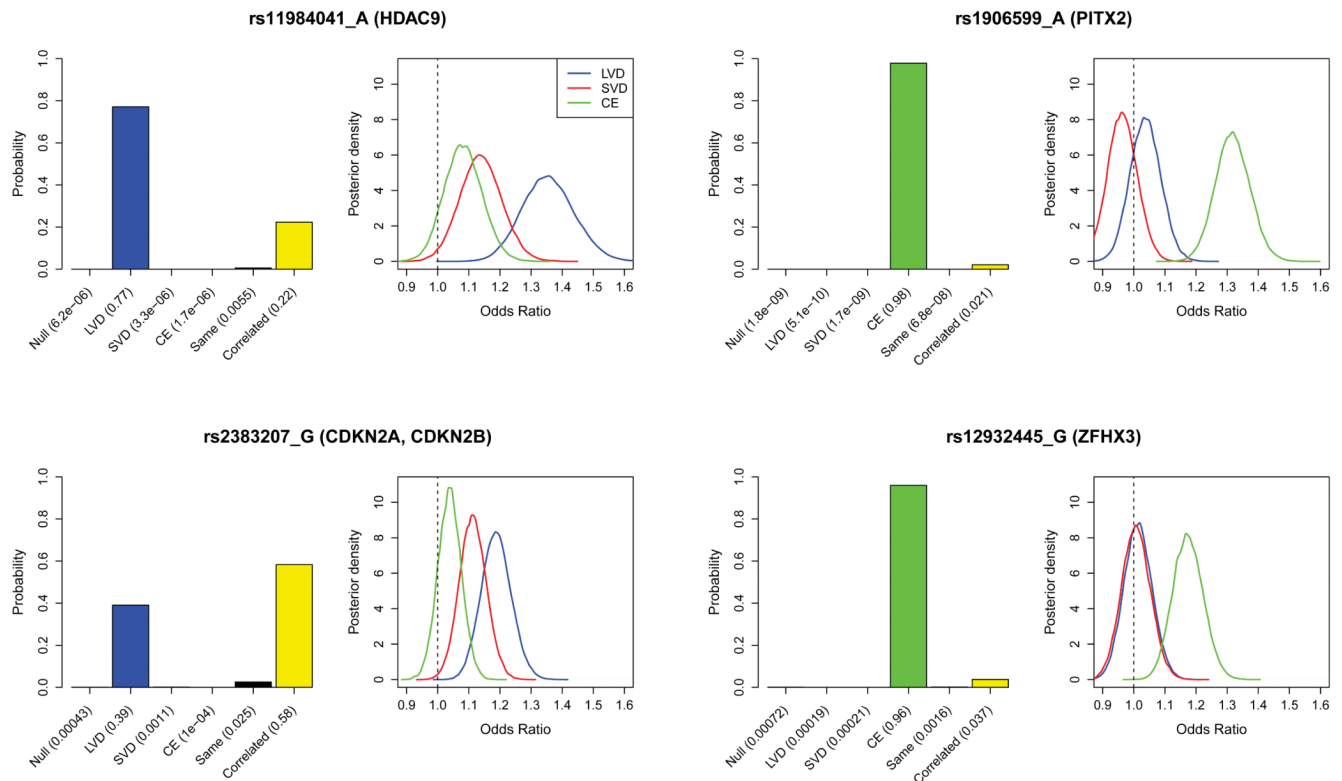 rs11984041_A (HDAC9)
Probability
0.0 0.2 0.4 0.6 0.8 1.0
Null (6.2e−06)
LVD (0.77)
SVD (3.3e−06)
CE (1.7e−06)
Same (0.0055)
Correlated (0.22)
Posterior density
0 2 4 6 8 10
0.9 1.0 1.1 1.2 1.3 1.4 1.5 1.6
Odds Ratio
LVD
SVD
CE
rs1906599_A (PITX2)
Probability
0.0 0.2 0.4 0.6 0.8 1.0
Null (1.8e−09)
LVD (5.1e−10)
SVD (1.7e−09)
CE (0.98)
Same (6.8e−08)
Correlated (0.021)
Posterior density
0 2 4 6 8 10
0.9 1.0 1.1 1.2 1.3 1.4 1.5 1.6
Odds Ratio
rs2383207_G (CDKN2A, CDKN2B)
Probability
0.0 0.2 0.4 0.6 0.8 1.0
Null (0.00043)
LVD (0.39)
SVD (0.0011)
CE (1e−04)
Same (0.025)
Correlated (0.58)
Posterior density
0 2 4 6 8 10
0.9 1.0 1.1 1.2 1.3 1.4 1.5 1.6
Odds Ratio
rs12932445_G (ZFHX3)
Probability
0.0 0.2 0.4 0.6 0.8 1.0
Null (0.00072)
LVD (0.00019)
SVD (0.00021)
CE (0.96)
Same (0.0016)
Correlated (0.037)
Posterior density
0 2 4 6 8 10
0.9 1.0 1.1 1.2 1.3 1.4 1.5 1.6
Odds Ratio